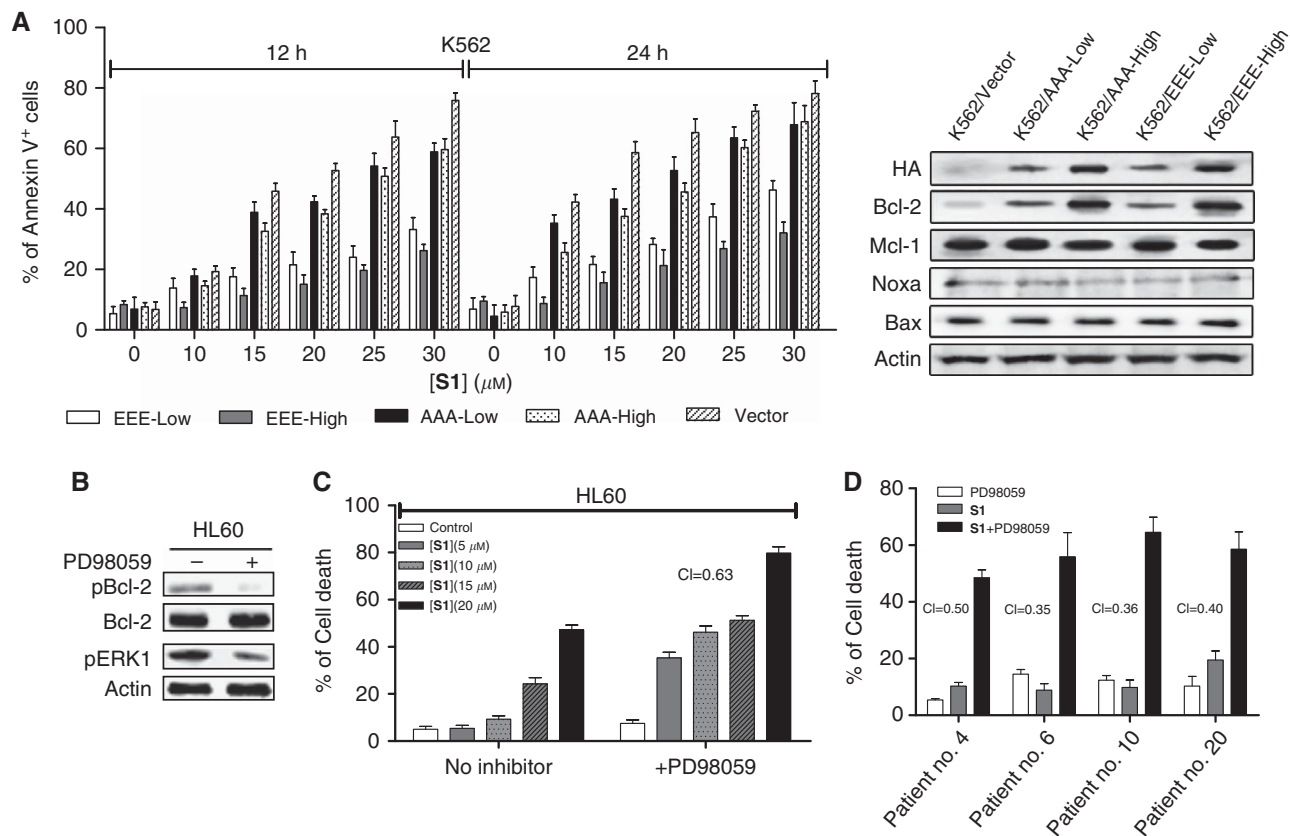 A
K562
12 h
24 h
% of Annexin V+ cells
100
80
60
40
20
0
0 10 15 20 25 30 0 10 15 20 25 30
[S1] (μM)
EEE-Low EEE-High AAA-Low AAA-High Vector
K562/Vector
K562/AAA-Low
K562/AAA-High
K562/EEE-Low
K562/EEE-High
HA
Bcl-2
Mcl-1
Noxa
Bax
Actin
B
HL60
PD98059 − +
pBcl-2
Bcl-2
pERK1
Actin
C
HL60
% of Cell death
100
80
60
40
20
0
Control
[S1](5 μM)
[S1](10 μM)
[S1](15 μM)
[S1](20 μM)
CI=0.63
No inhibitor +PD98059
D
% of Cell death
80
60
40
20
0
PD98059
S1
S1+PD98059
CI=0.50 CI=0.35 CI=0.36 CI=0.40
Patient no. 4
Patient no. 6
Patient no. 10
Patient no. 20